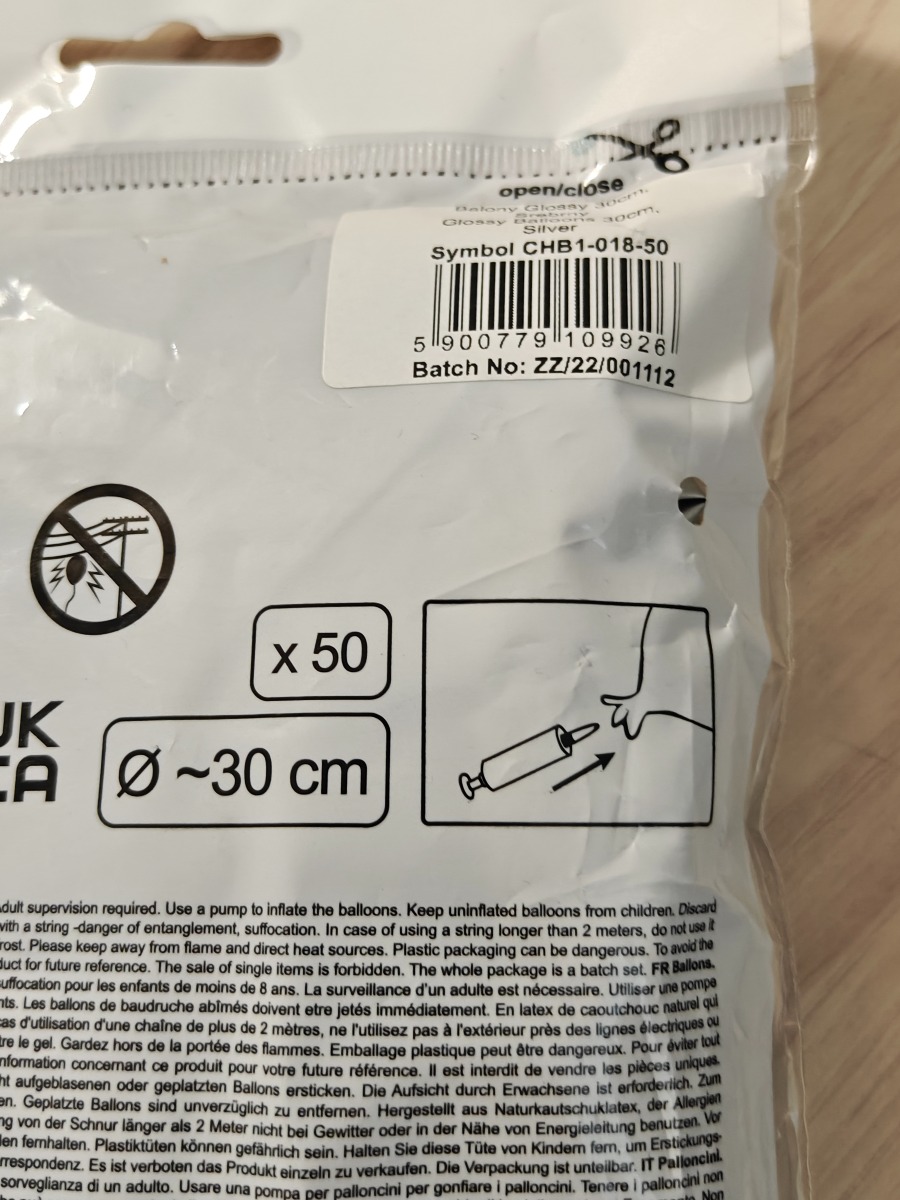 open/close
Balony Glossy 30cm,
Srebrny
Glossy Balloons 30cm,
Silver
Symbol CHB1-018-50
5 900779 109926
Batch No: ZZ/22/001112
x 50
UK
CA
Ø ~30 cm
Adult supervision required. Use a pump to inflate the balloons. Keep uninflated balloons from children. Discard
with a string -danger of entanglement, suffocation. In case of using a string longer than 2 meters, do not use it
rost. Please keep away from flame and direct heat sources. Plastic packaging can be dangerous. To avoid the
duct for future reference. The sale of single items is forbidden. The whole package is a batch set. FR Ballons.
uffocation pour les enfants de moins de 8 ans. La surveillance d'un adulte est nécessaire. Utiliser une pompe
nts. Les ballons de baudruche abîmés doivent etre jetés immédiatement. En latex de caoutchouc naturel qui
cas d'utilisation d'une chaîne de plus de 2 mètres, ne l'utilisez pas à l'extérieur près des lignes électriques ou
tre le gel. Gardez hors de la portée des flammes. Emballage plastique peut être dangereux. Pour éviter tout
nformation concernant ce produit pour votre future référence. Il est interdit de vendre les pièces uniques.
ht aufgeblasenen oder geplatzten Ballons ersticken. Die Aufsicht durch Erwachsene ist erforderlich. Zum
en. Geplatzte Ballons sind unverzüglich zu entfernen. Hergestellt aus Naturkautschuklatex, der Allergien
ng von der Schnur länger als 2 Meter nicht bei Gewitter oder in der Nähe von Energieleitung benutzen. Vor
len fernhalten. Plastiktüten können gefährlich sein. Halten Sie diese Tüte von Kindern fern, um Erstickungs-
rrespondenz. Es ist verboten das Produkt einzeln zu verkaufen. Die Verpackung ist unteilbar. IT Palloncini.
sorveglianza di un adulto. Usare una pompa per palloncini per gonfiare i palloncini. Tenere i palloncini non
Non